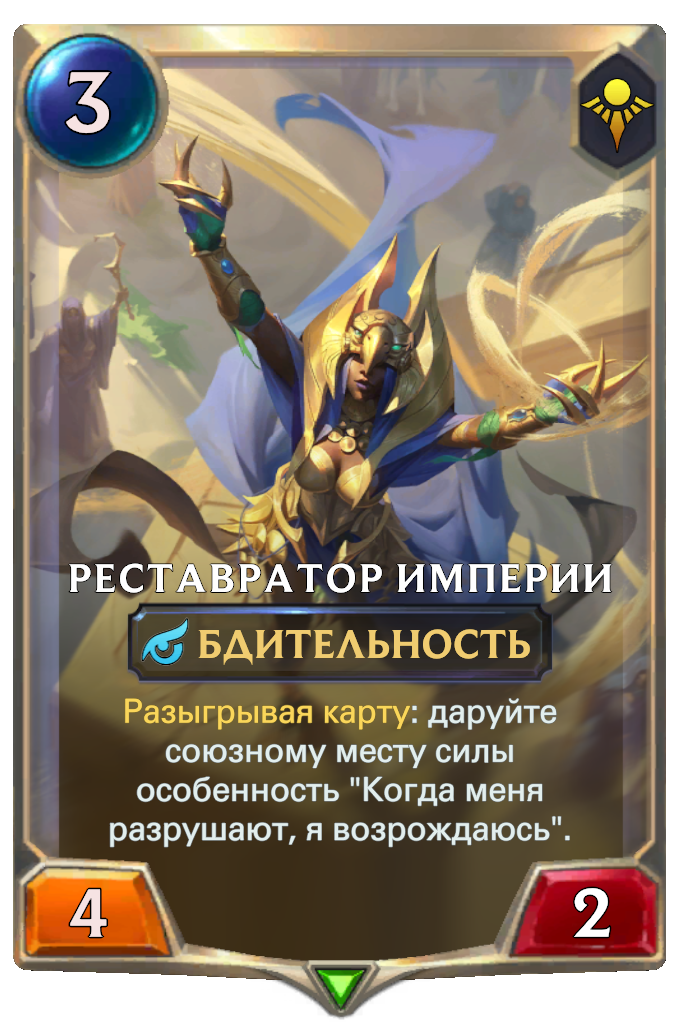 3
РЕСТАВРАТОР ИМПЕРИИ
БДИТЕЛЬНОСТЬ
Разыгрывая карту: даруйте
союзному месту силы
особенность "Когда меня
разрушают, я возрождаюсь".
4
2